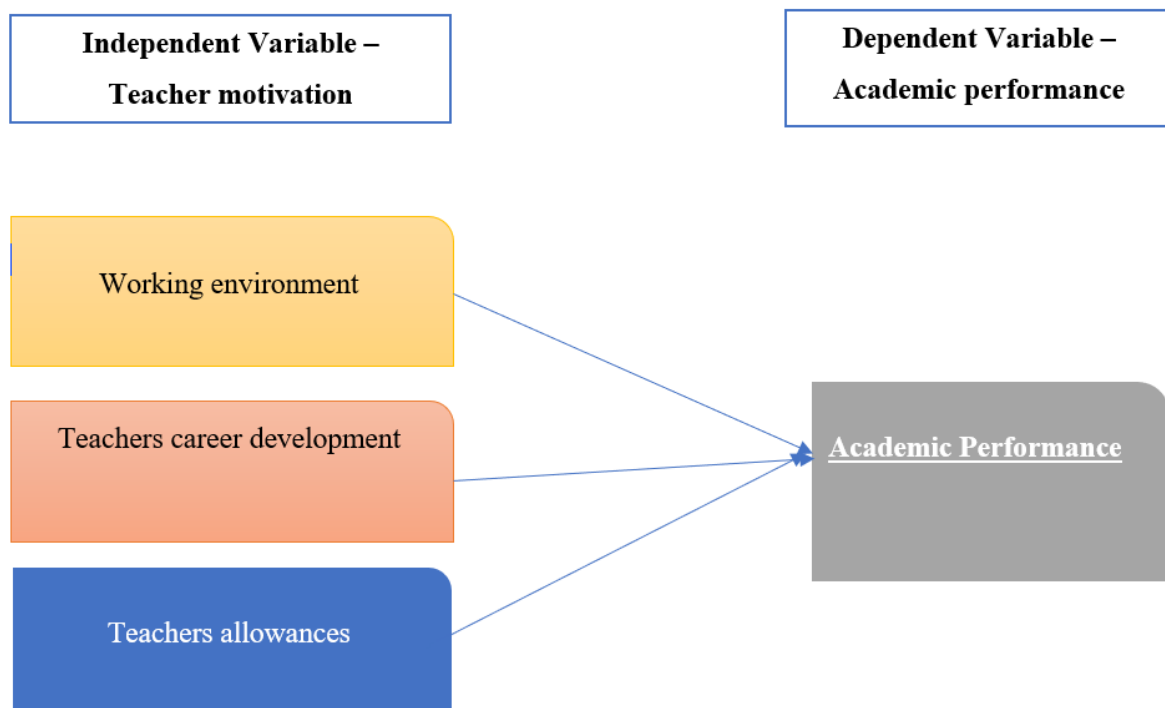 Independent Variable –
Teacher motivation
Dependent Variable –
Academic performance
Working environment
Teachers career development
Academic Performance
Teachers allowances